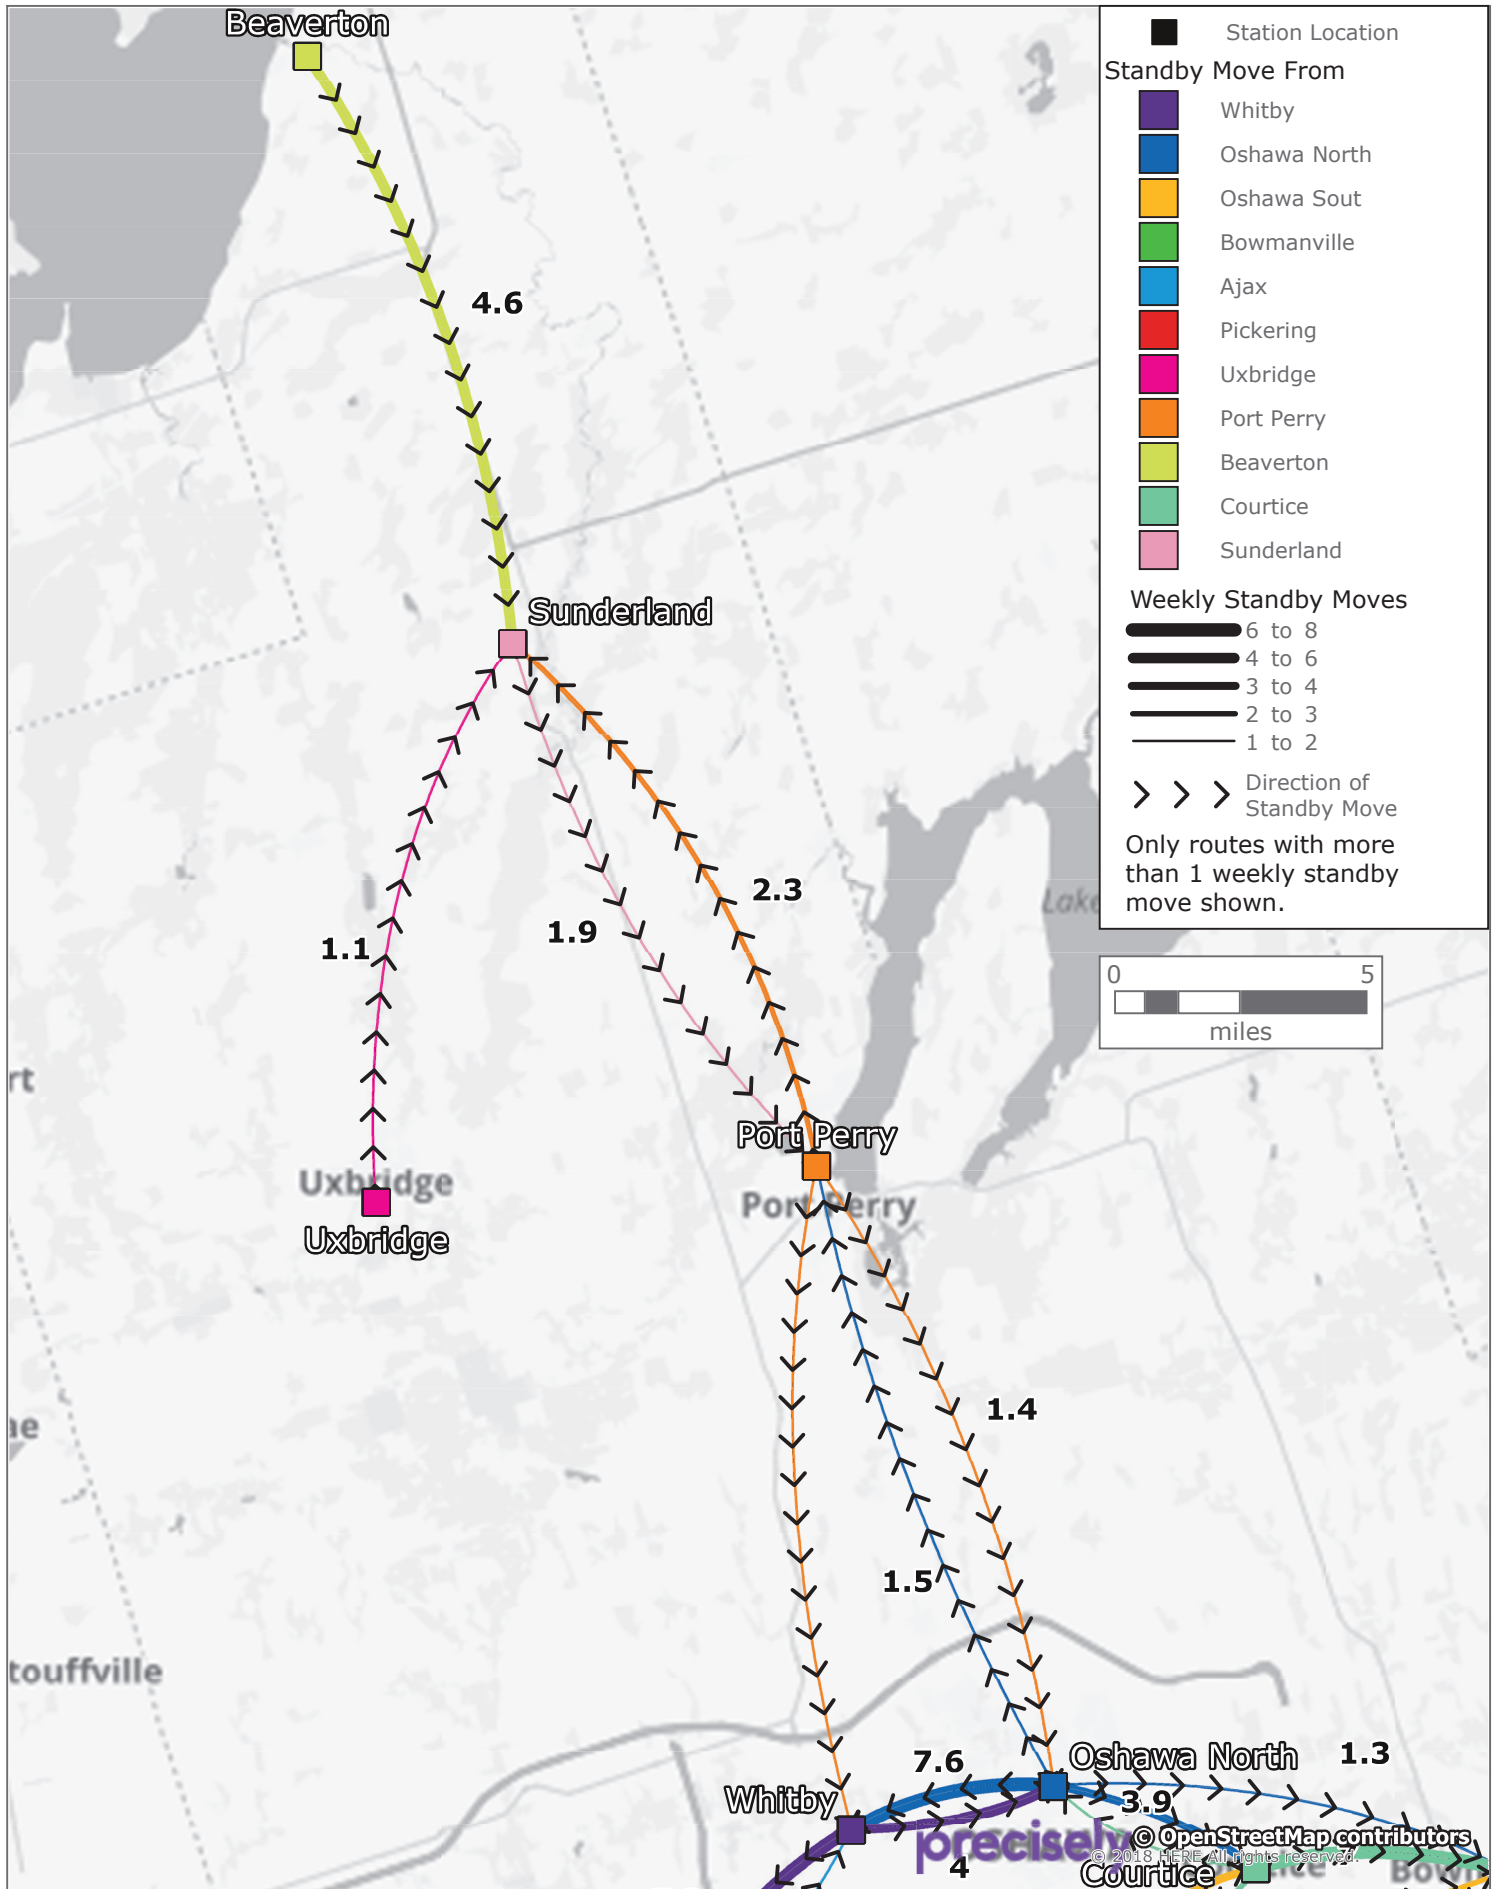 Beaverton
Station Location
Standby Move From
Whitby
Oshawa North
Oshawa Sout
Bowmanville
Ajax
Pickering
Uxbridge
Port Perry
Beaverton
Courtice
Sunderland
Weekly Standby Moves
6 to 8
4 to 6
3 to 4
2 to 3
1 to 2
Direction of
Standby Move
Only routes with more
than 1 weekly standby
move shown.
4.6
Sunderland
2.3
Lake
1.9
1.1
0 5
miles
rt
Port Perry
Uxbridge
Port Perry
Uxbridge
1.4
1.5
touffville
7.6
Oshawa North
1.3
Whitby
3.9
precisely
© OpenStreetMap contributors
© 2018 HERE All rights reserved.
4
Courtice
Bow